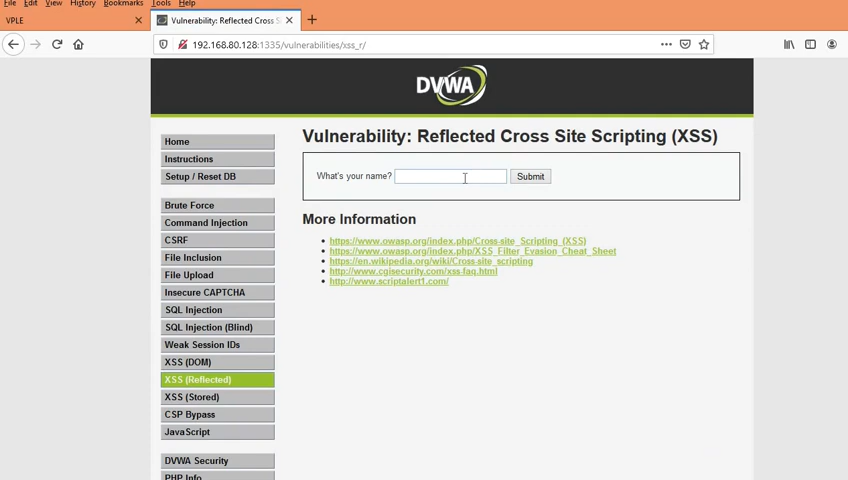 File Edit View History Bookmarks Tools Help
VPLE × Vulnerability: Reflected Cross S × +
192.168.80.128:1335/vulnerabilities/xss_r/
DVWA
Home
Instructions
Setup / Reset DB
Brute Force
Command Injection
CSRF
File Inclusion
File Upload
Insecure CAPTCHA
SQL Injection
SQL Injection (Blind)
Weak Session IDs
XSS (DOM)
XSS (Reflected)
XSS (Stored)
CSP Bypass
JavaScript
DVWA Security
PHP Info
Vulnerability: Reflected Cross Site Scripting (XSS)
What's your name? Submit
More Information
https://www.owasp.org/index.php/Cross-site_Scripting_(XSS)
https://www.owasp.org/index.php/XSS_Filter_Evasion_Cheat_Sheet
https://en.wikipedia.org/wiki/Cross-site_scripting
http://www.cgisecurity.com/xss-faq.html
http://www.scriptalert1.com/